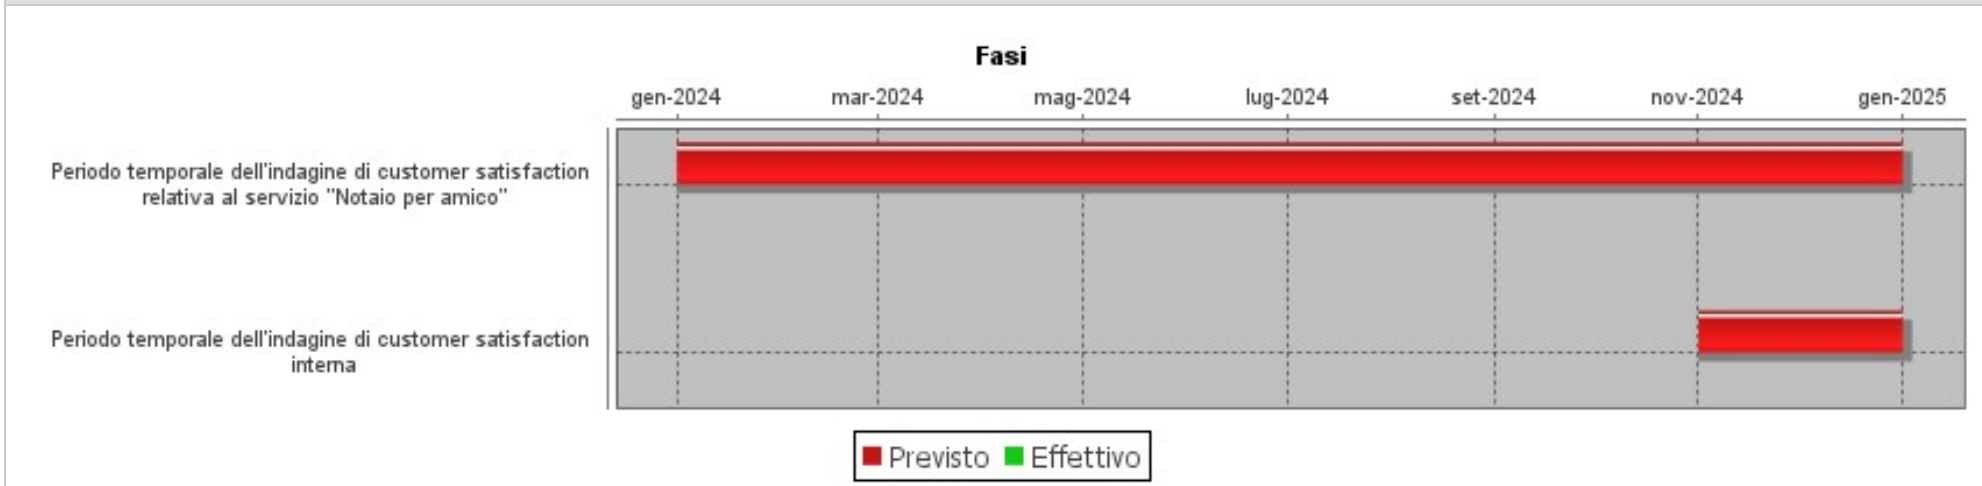 Fasi
gen-2024 mar-2024 mag-2024 lug-2024 set-2024 nov-2024 gen-2025
Periodo temporale dell'indagine di customer satisfaction
relativa al servizio "Notaio per amico"
Periodo temporale dell'indagine di customer satisfaction
interna
Previsto Effettivo